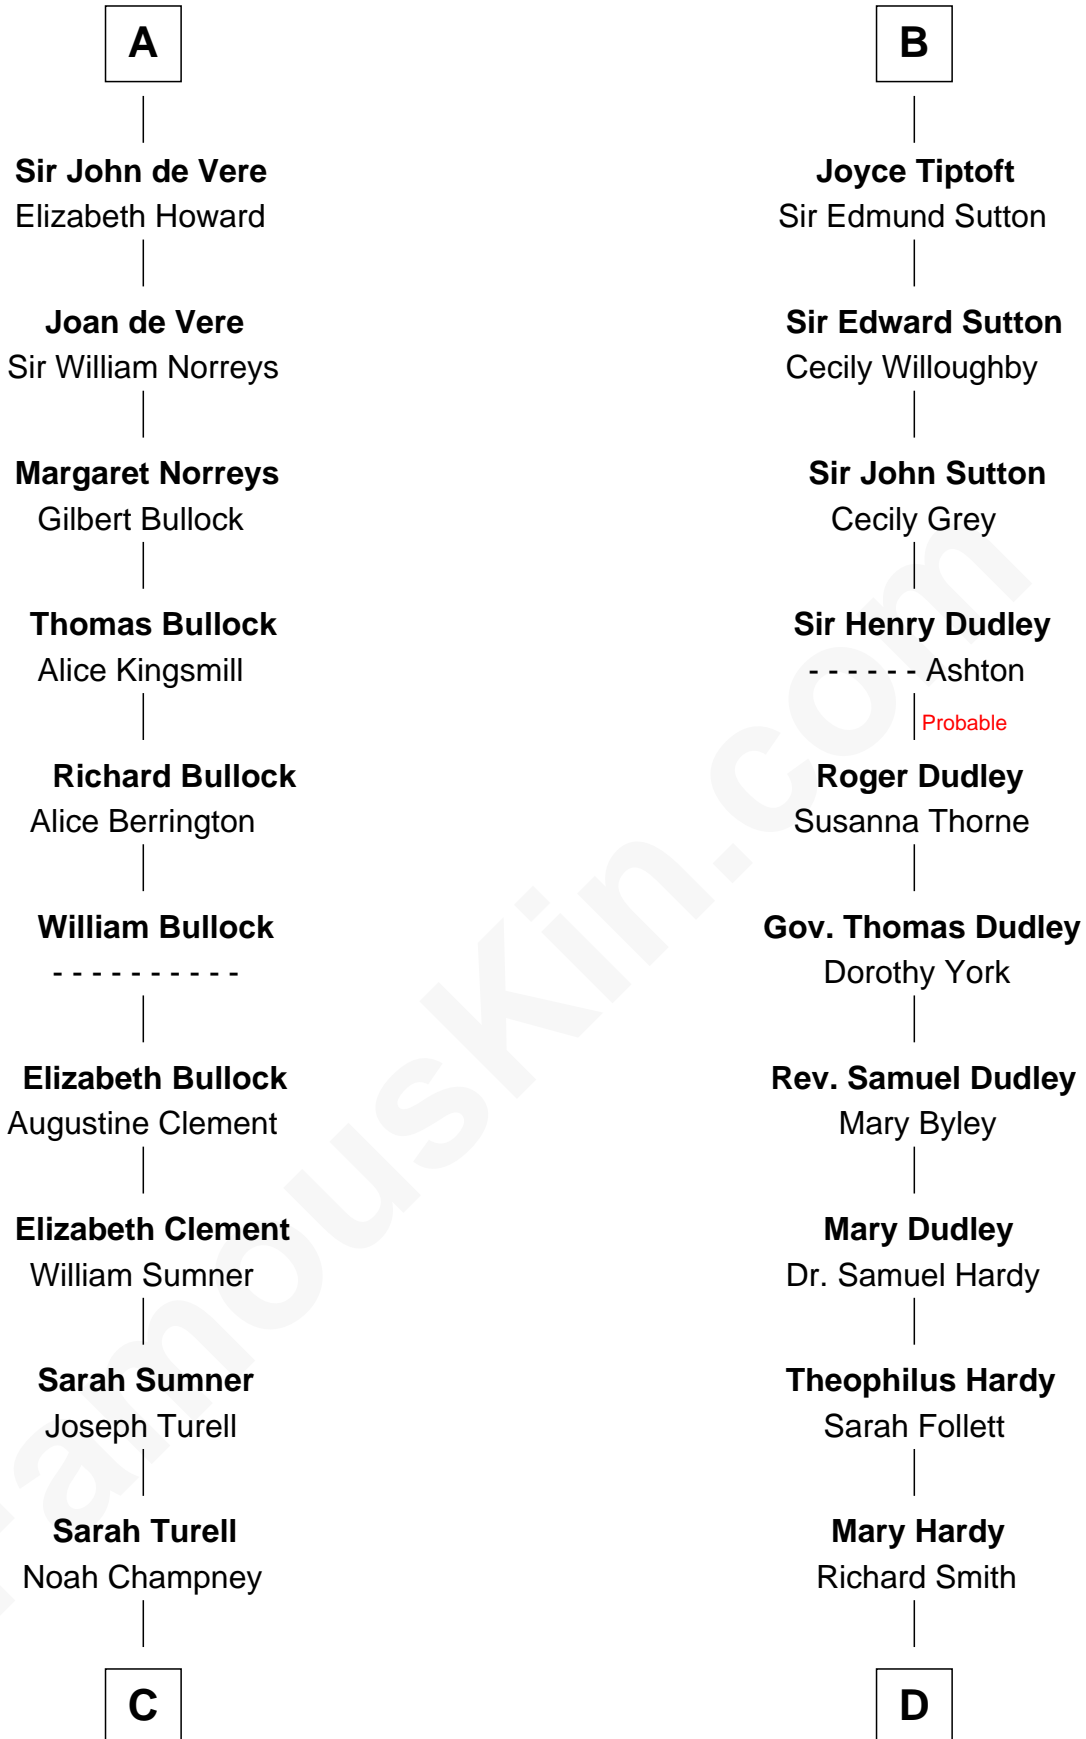 A
Sir John de Vere
Elizabeth Howard
Joan de Vere
Sir William Norreys
Margaret Norreys
Gilbert Bullock
Thomas Bullock
Alice Kingsmill
Richard Bullock
Alice Berrington
William Bullock
- - - - - - - - - -
Elizabeth Bullock
Augustine Clement
Elizabeth Clement
William Sumner
Sarah Sumner
Joseph Turell
Sarah Turell
Noah Champney
C
B
Joyce Tiptoft
Sir Edmund Sutton
Sir Edward Sutton
Cecily Willoughby
Sir John Sutton
Cecily Grey
Sir Henry Dudley
- - - - - - Ashton
Probable
Roger Dudley
Susanna Thorne
Gov. Thomas Dudley
Dorothy York
Rev. Samuel Dudley
Mary Byley
Mary Dudley
Dr. Samuel Hardy
Theophilus Hardy
Sarah Follett
Mary Hardy
Richard Smith
D
FamousKin.com